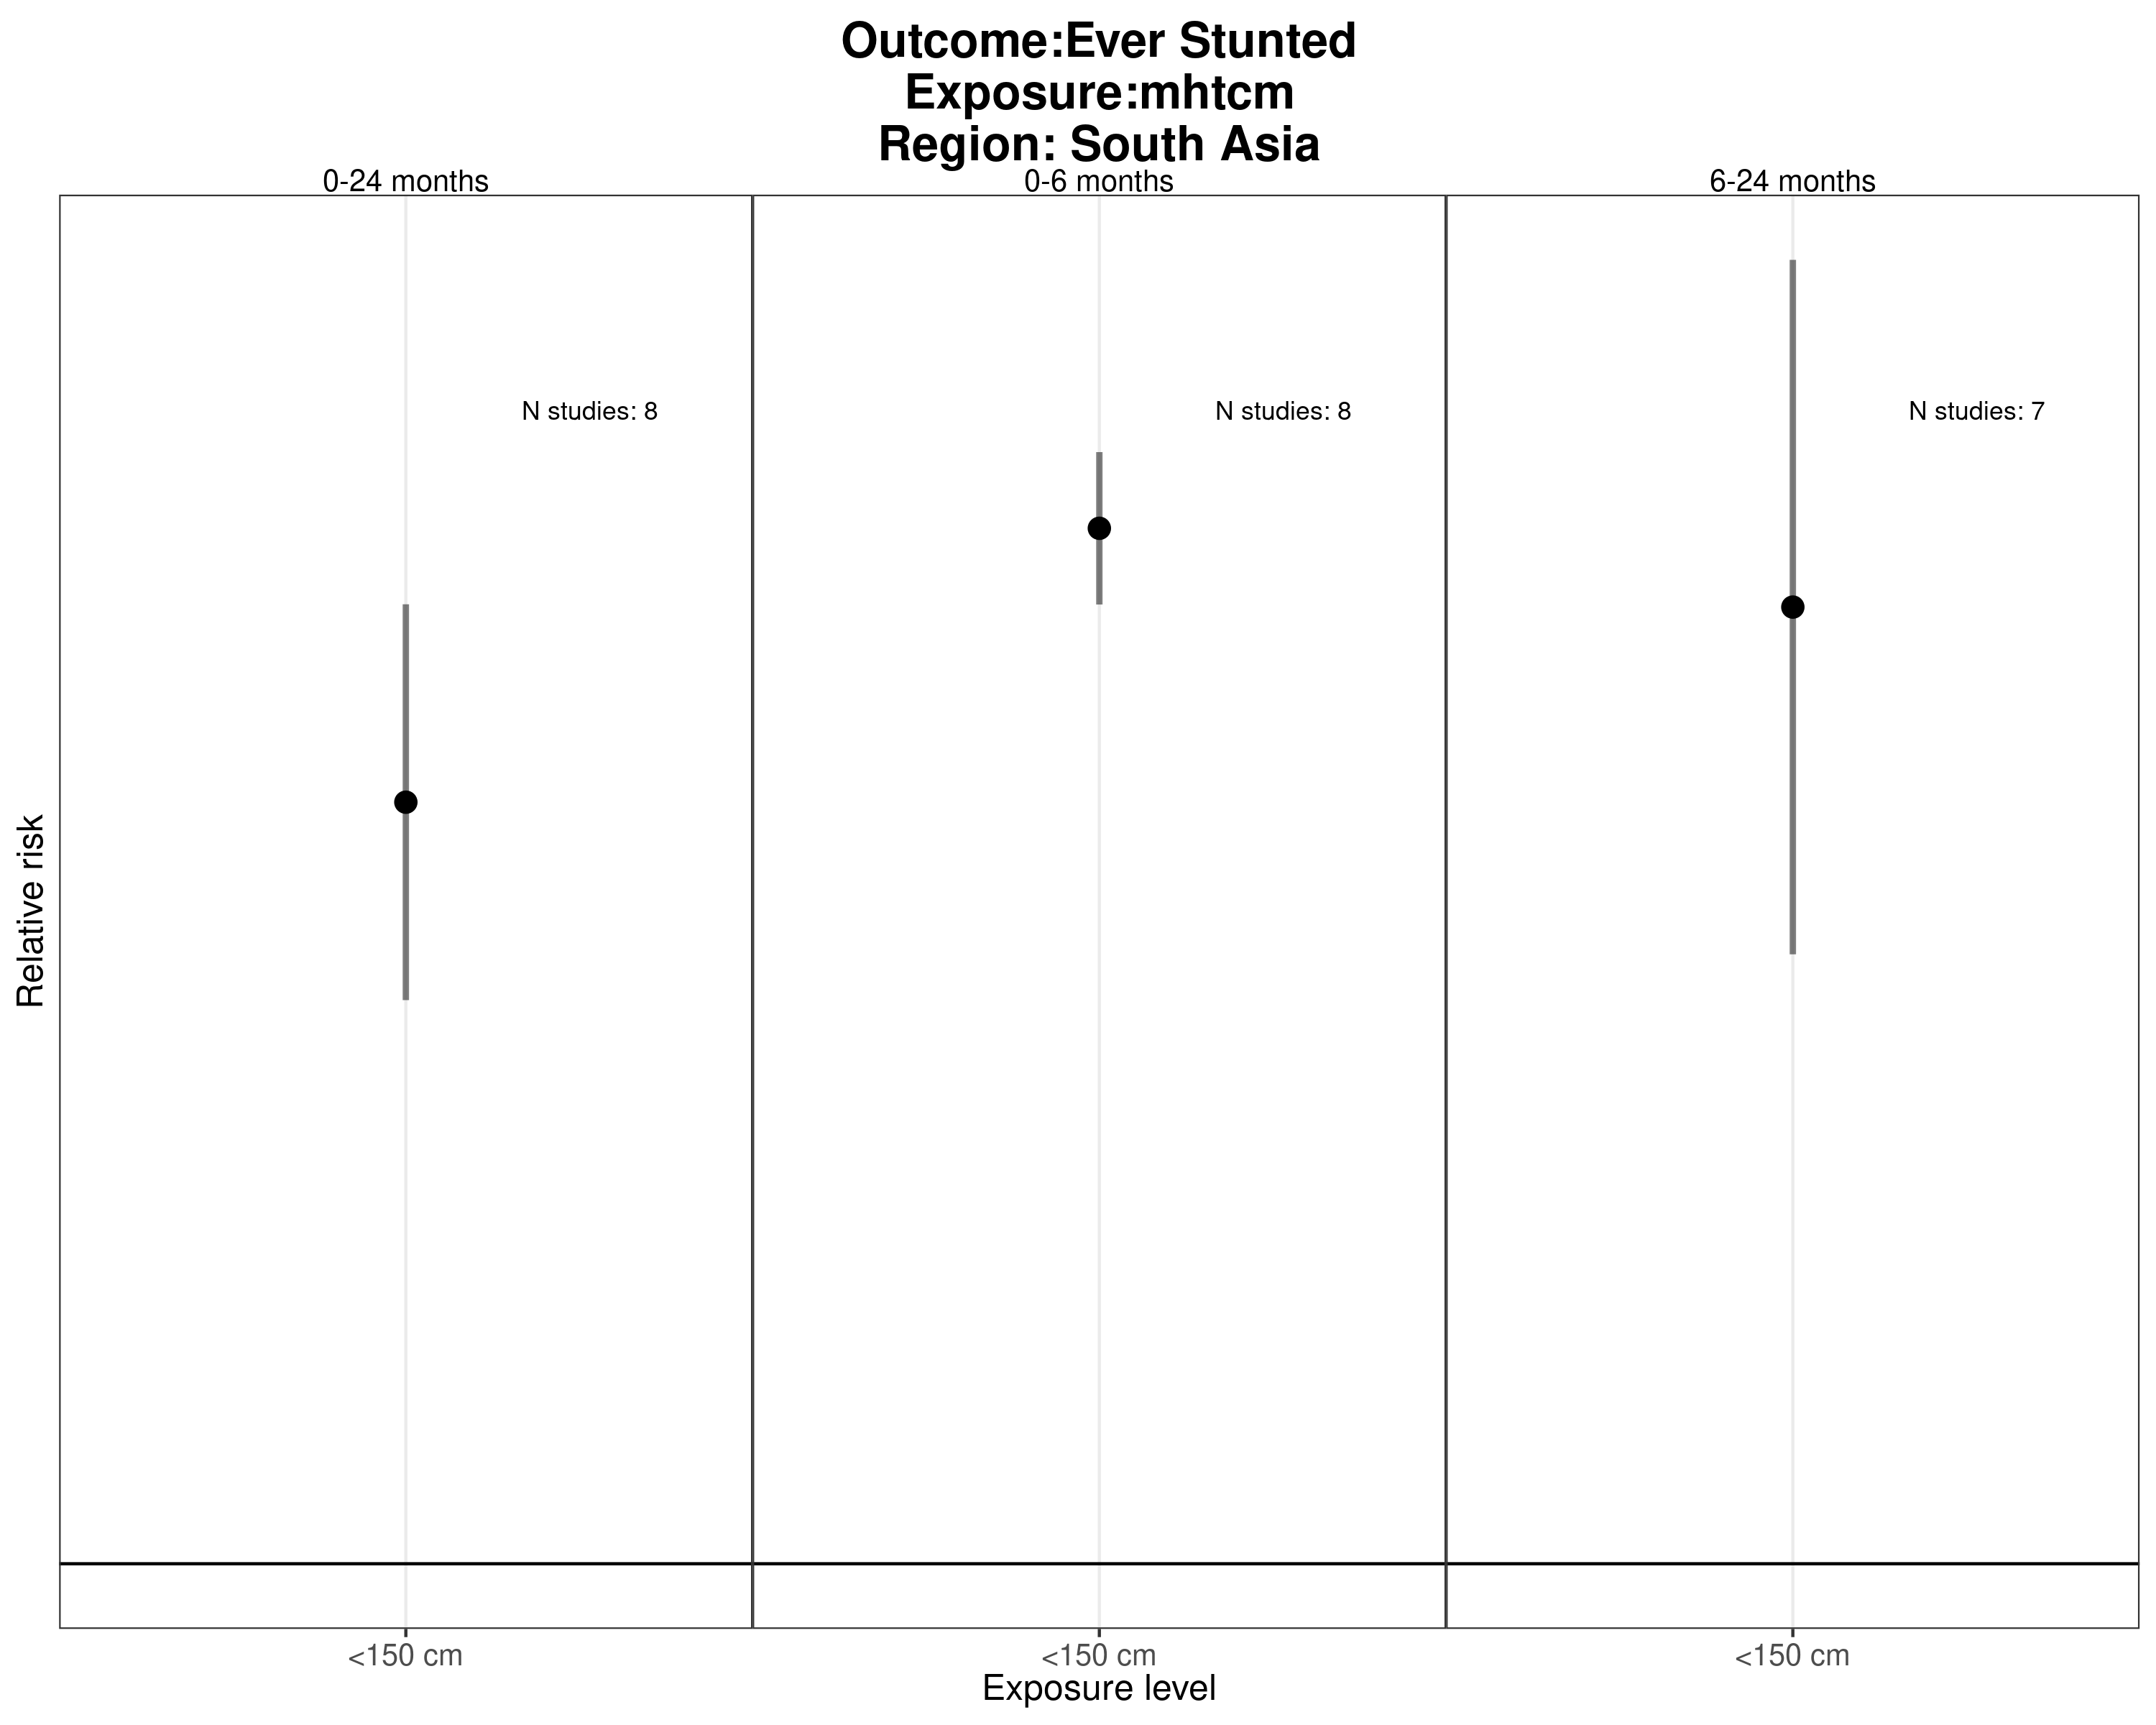 Outcome:Ever Stunted
Exposure:mhtcm
Region: South Asia
0-24 months
0-6 months
6-24 months
N studies: 8
N studies: 8
N studies: 7
Relative risk
<150 cm
<150 cm
<150 cm
Exposure level